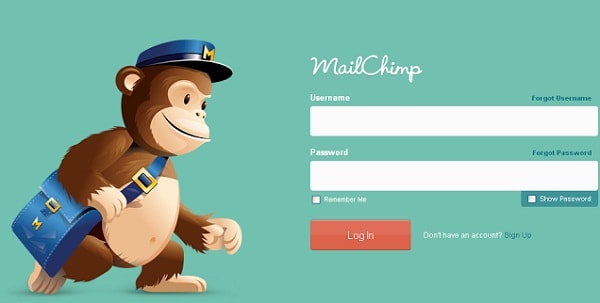 M
M
MailChimp
Username Forgot Username
Password Forgot Password
Remember Me Show Password
Log In Don't have an account? Sign Up